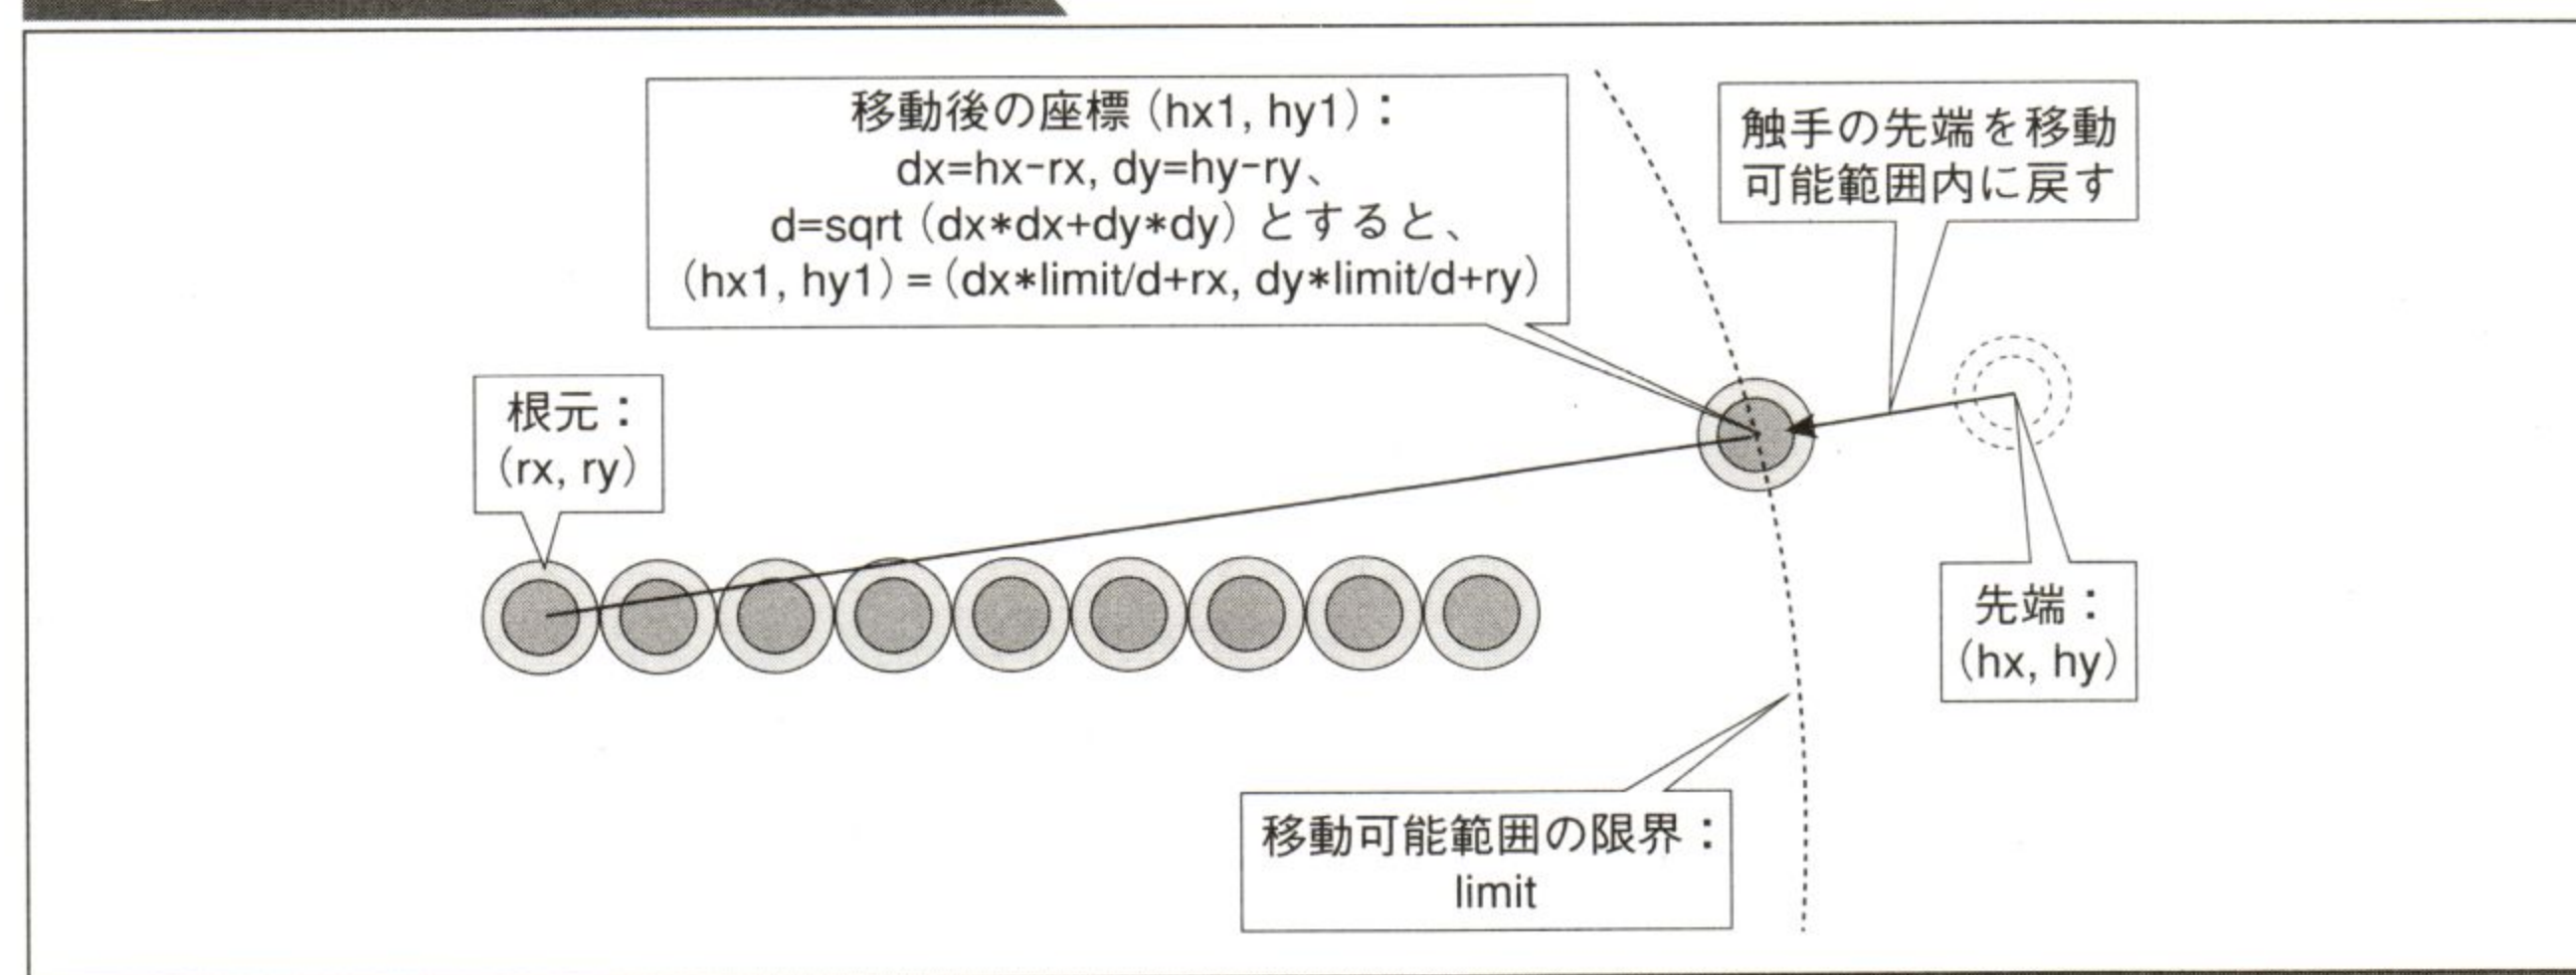 移動後の座標（hx1, hy1）：
dx=hx-rx, dy=hy-ry、
d=sqrt（dx*dx+dy*dy）とすると、
（hx1, hy1）=（dx*limit/d+rx, dy*limit/d+ry）
触手の先端を移動
可能範囲内に戻す
根元：
（rx, ry）
先端：
（hx, hy）
移動可能範囲の限界：
limit